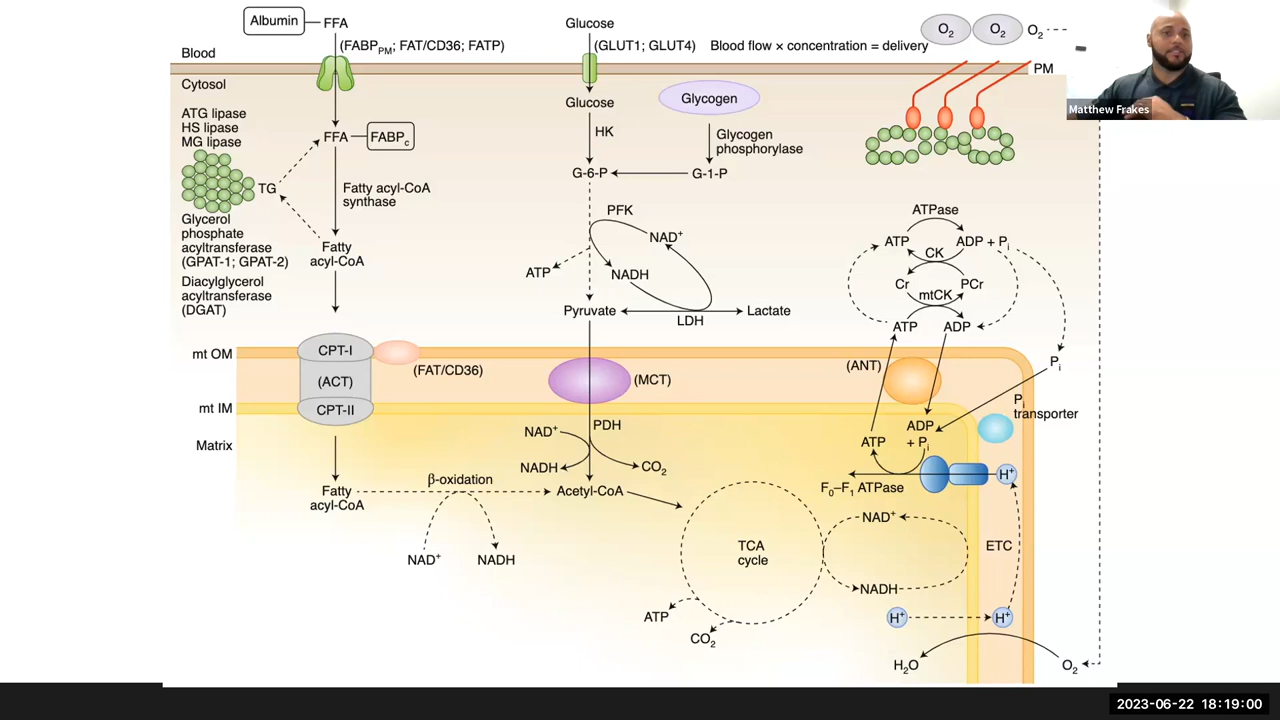 Albumin
FFA
Glucose
O2
O2
O2
(FABPPM; FAT/CD36; FATP)
(GLUT1; GLUT4)
Blood flow × concentration = delivery
Blood
PM
Cytosol
Glucose
Glycogen
Matthew Frakes
ATG lipase
HS lipase
MG lipase
FFA
FABPc
HK
Glycogen
phosphorylase
G-6-P
G-1-P
TG
Fatty acyl-CoA
synthase
Glycerol
phosphate
acyltransferase
(GPAT-1; GPAT-2)
Fatty
acyl-CoA
Diacylglycerol
acyltransferase
(DGAT)
PFK
NAD+
ATP
NADH
Pyruvate
LDH
Lactate
ATPase
ATP
ADP + Pi
CK
Cr
PCr
mtCK
ATP
ADP
mt OM
CPT-I
(FAT/CD36)
(ACT)
(MCT)
(ANT)
Pi
mt IM
CPT-II
Pi
transporter
Matrix
NAD+
PDH
NADH
CO2
ADP
+ Pi
ATP
F0–F1 ATPase
H+
β-oxidation
Fatty
acyl-CoA
Acetyl-CoA
NAD+
NADH
TCA
cycle
NAD+
ETC
NADH
ATP
CO2
H+
H+
H2O
O2
2023-06-22 18:19:00